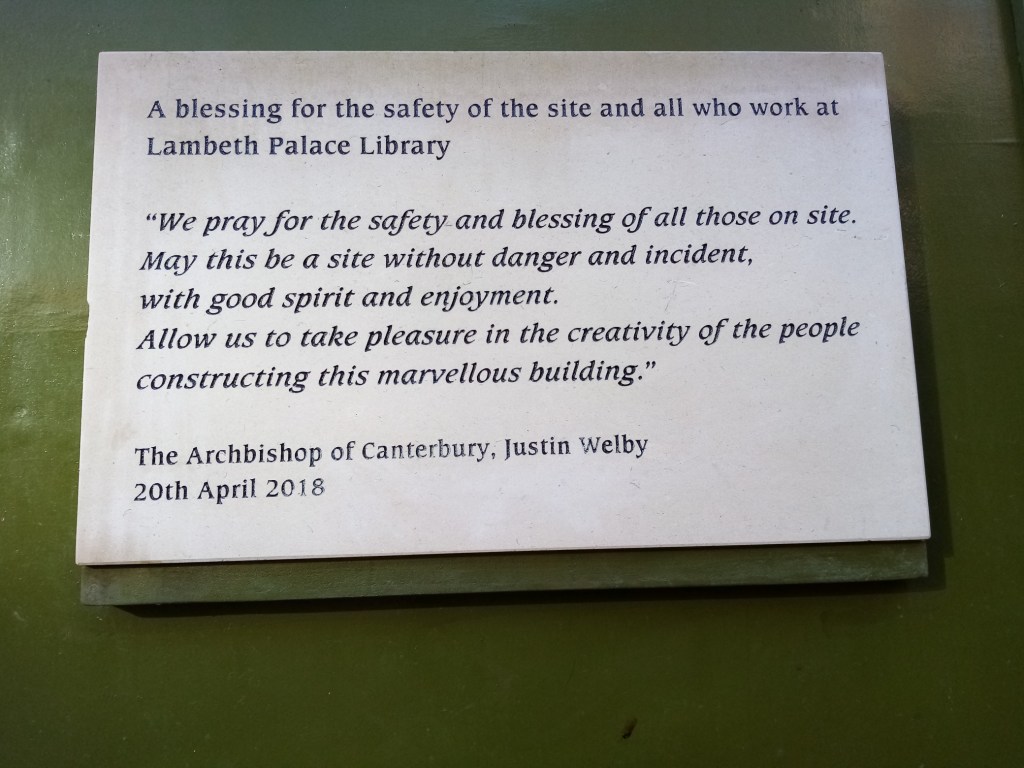 A blessing for the safety of the site and all who work at
Lambeth Palace Library
“We pray for the safety and blessing of all those on site.
May this be a site without danger and incident,
with good spirit and enjoyment.
Allow us to take pleasure in the creativity of the people
constructing this marvellous building.”
The Archbishop of Canterbury, Justin Welby
20th April 2018